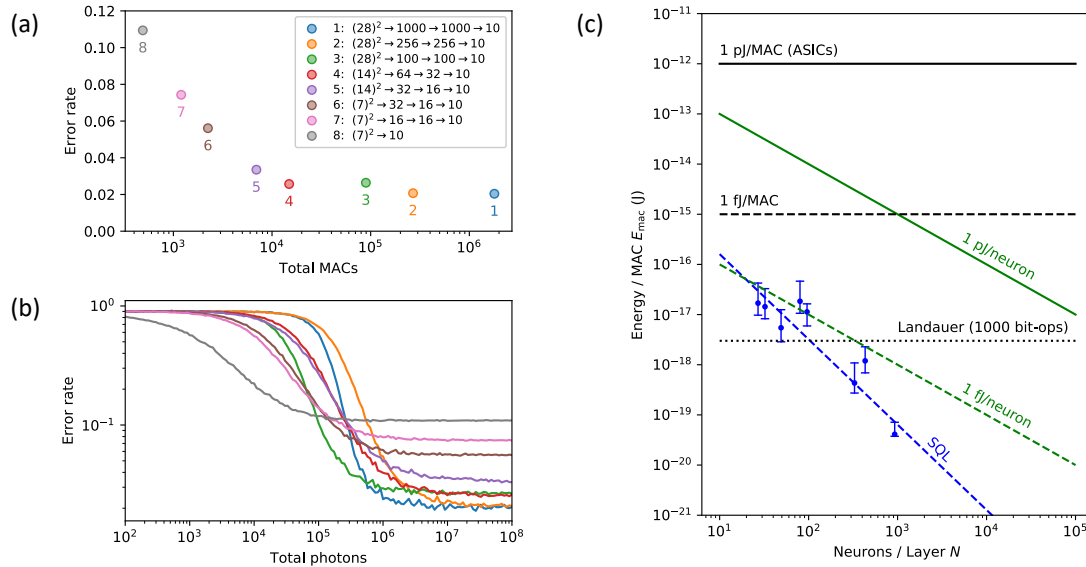 (a)
0.12
0.10
0.08
0.06
0.04
0.02
0.00
Error rate
8
7
6
5
4
3
2
1
1: (28)² → 1000 → 1000 → 10
2: (28)² → 256 → 256 → 10
3: (28)² → 100 → 100 → 10
4: (14)² → 64 → 32 → 10
5: (14)² → 32 → 16 → 10
6: (7)² → 32 → 16 → 10
7: (7)² → 16 → 16 → 10
8: (7)² → 10
10³
10⁴
10⁵
10⁶
Total MACs
(b)
10⁰
10⁻¹
Error rate
10²
10³
10⁴
10⁵
10⁶
10⁷
10⁸
Total photons
(c)
10⁻¹¹
10⁻¹²
10⁻¹³
10⁻¹⁴
10⁻¹⁵
10⁻¹⁶
10⁻¹⁷
10⁻¹⁸
10⁻¹⁹
10⁻²⁰
10⁻²¹
Energy / MAC Eₘₐc (J)
1 pJ/MAC (ASICs)
1 fJ/MAC
1 pJ/neuron
Landauer (1000 bit-ops)
1 fJ/neuron
SQL
10¹
10²
10³
10⁴
10⁵
Neurons / Layer N